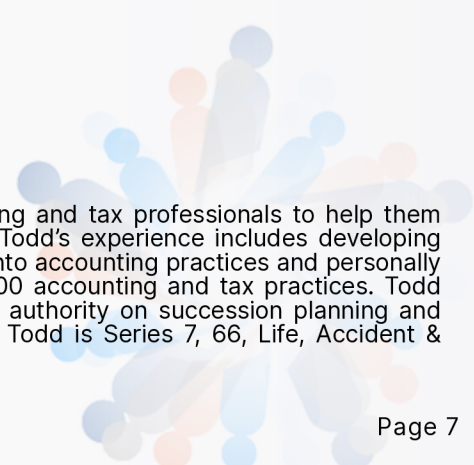 ng and tax professionals to help them
Todd's experience includes developing
nto accounting practices and personally
00 accounting and tax practices. Todd
authority on succession planning and
Todd is Series 7, 66, Life, Accident &
Page 7